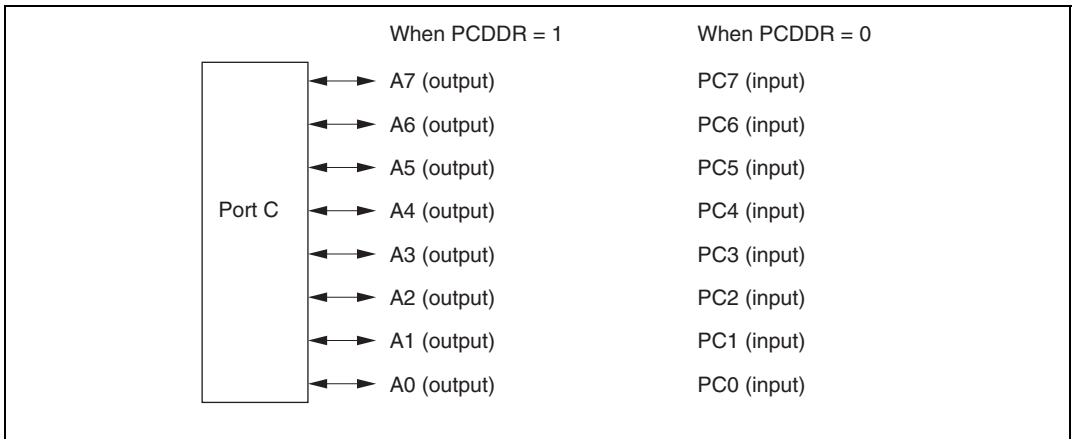 When PCDDR = 1 When PCDDR = 0
A7 (output) PC7 (input)
A6 (output) PC6 (input)
A5 (output) PC5 (input)
Port C A4 (output) PC4 (input)
A3 (output) PC3 (input)
A2 (output) PC2 (input)
A1 (output) PC1 (input)
A0 (output) PC0 (input)